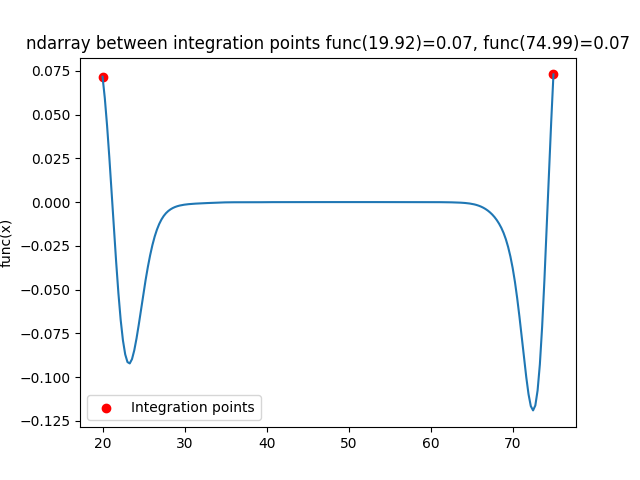 ndarray between integration points func(19.92)=0.07, func(74.99)=0.07
0.075
0.050
0.025
0.000
−0.025
−0.050
−0.075
−0.100
−0.125
func(x)
Integration points
20 30 40 50 60 70